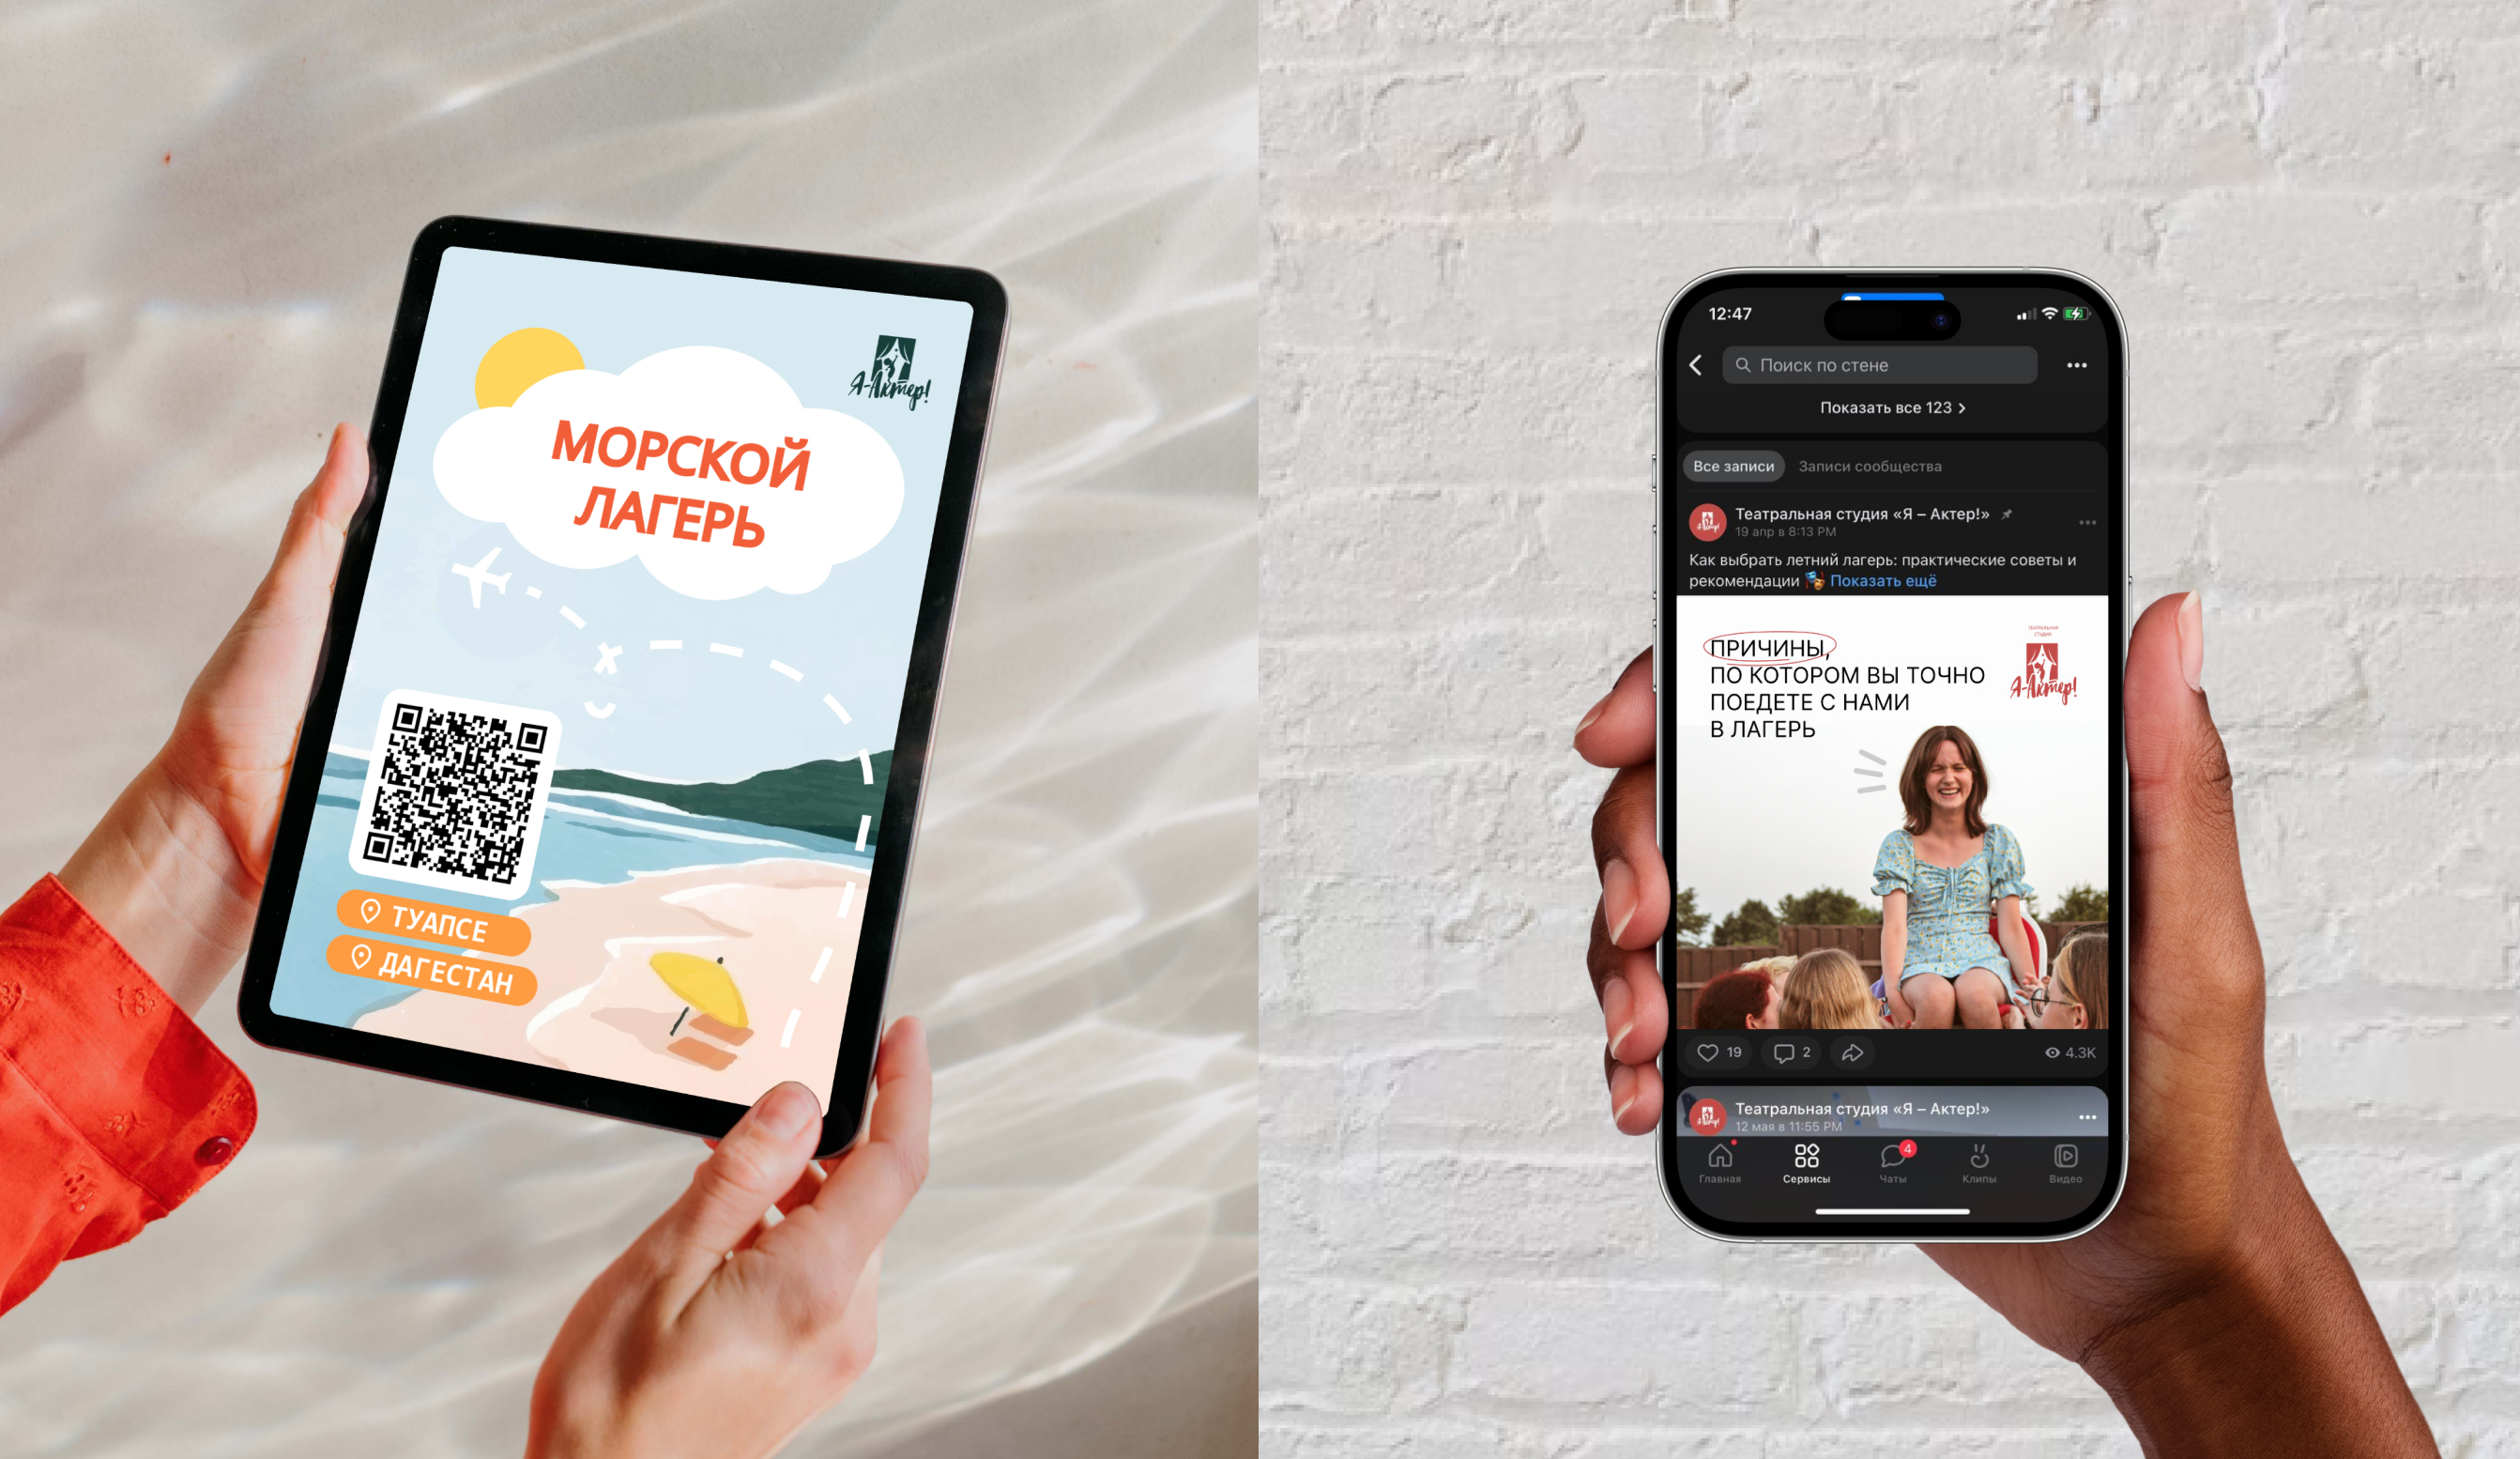 МОРСКОЙ
ЛАГЕРЬ
Я-Актер!
ТУАПСЕ
ДАГЕСТАН
12:47
Поиск по стене
Показать все 123
Все записи
Записи сообщества
Театральная студия «Я – Актер!»
19 апр в 8:13 PM
Как выбрать летний лагерь: практические советы и
рекомендации 🎭 Показать ещё
ПРИЧИНЫ,
ПО КОТОРОМ ВЫ ТОЧНО
ПОЕДЕТЕ С НАМИ
В ЛАГЕРЬ
ТЕАТРАЛЬНАЯ
СТУДИЯ
Я-Актер!
19
2
4.3K
Театральная студия «Я – Актер!»
12 мая в 11:55 PM
4
Главная
Сервисы
Чаты
Клипы
Видео